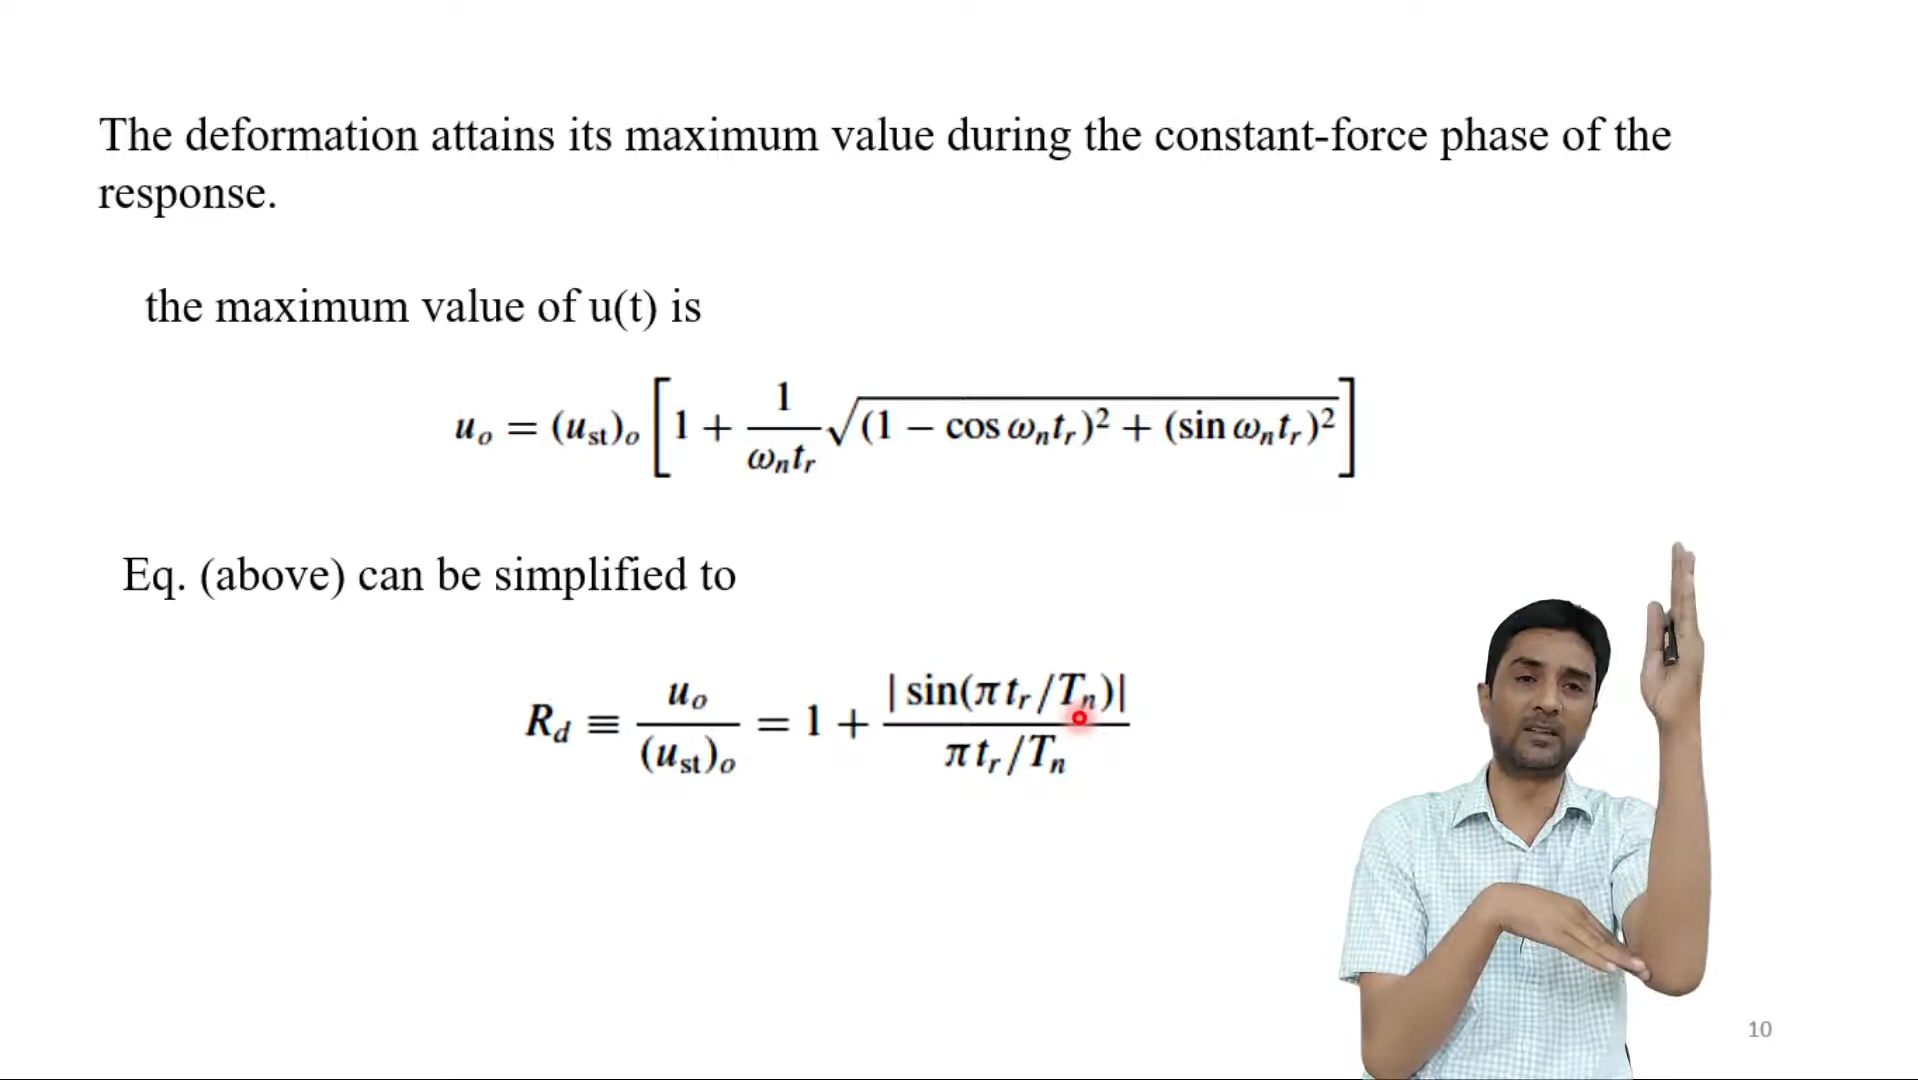 The deformation attains its maximum value during the constant-force phase of the
response.
the maximum value of u(t) is
u_o = (u_st)_o [1 + 1/(ω_n t_r) √((1 − cos ω_n t_r)² + (sin ω_n t_r)²)]
Eq. (above) can be simplified to
R_d ≡ u_o/(u_st)_o = 1 + |sin(π t_r/T_n)|/(π t_r/T_n)
10